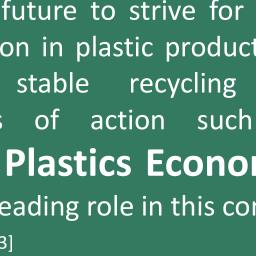 future to strive for
on in plastic product
stable recycling
s of action such
Plastics Econo
eading role in this co
3]